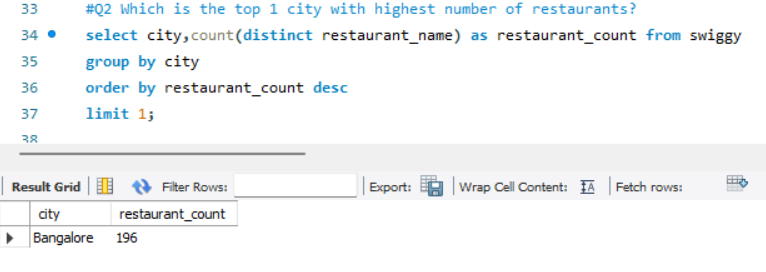 33 #Q2 Which is the top 1 city with highest number of restaurants?
34 select city,count(distinct restaurant_name) as restaurant_count from swiggy
35 group by city
36 order by restaurant_count desc
37 limit 1;
38
Result Grid Filter Rows: Export: Wrap Cell Content: Fetch rows:
city restaurant_count
Bangalore 196